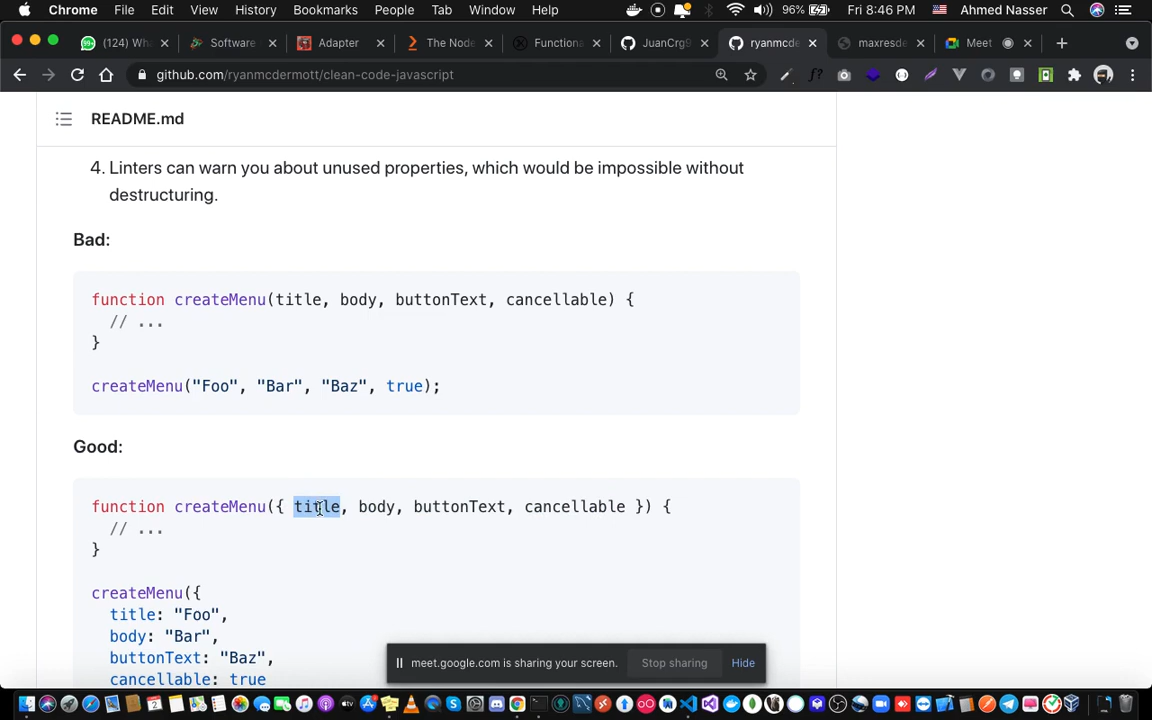 Chrome File Edit View History Bookmarks People Tab Window Help 96% Fri 8:46 PM Ahmed Nasser
(124) Wha Software Adapter The Node Functiona JuanCrg9 ryanmcde maxresde Meet
github.com/ryanmcdermott/clean-code-javascript
README.md
4. Linters can warn you about unused properties, which would be impossible without
destructuring.
Bad:
function createMenu(title, body, buttonText, cancellable) {
// ...
}
createMenu("Foo", "Bar", "Baz", true);
Good:
function createMenu({ title, body, buttonText, cancellable }) {
// ...
}
createMenu({
title: "Foo",
body: "Bar",
buttonText: "Baz",
cancellable: true
meet.google.com is sharing your screen. Stop sharing Hide